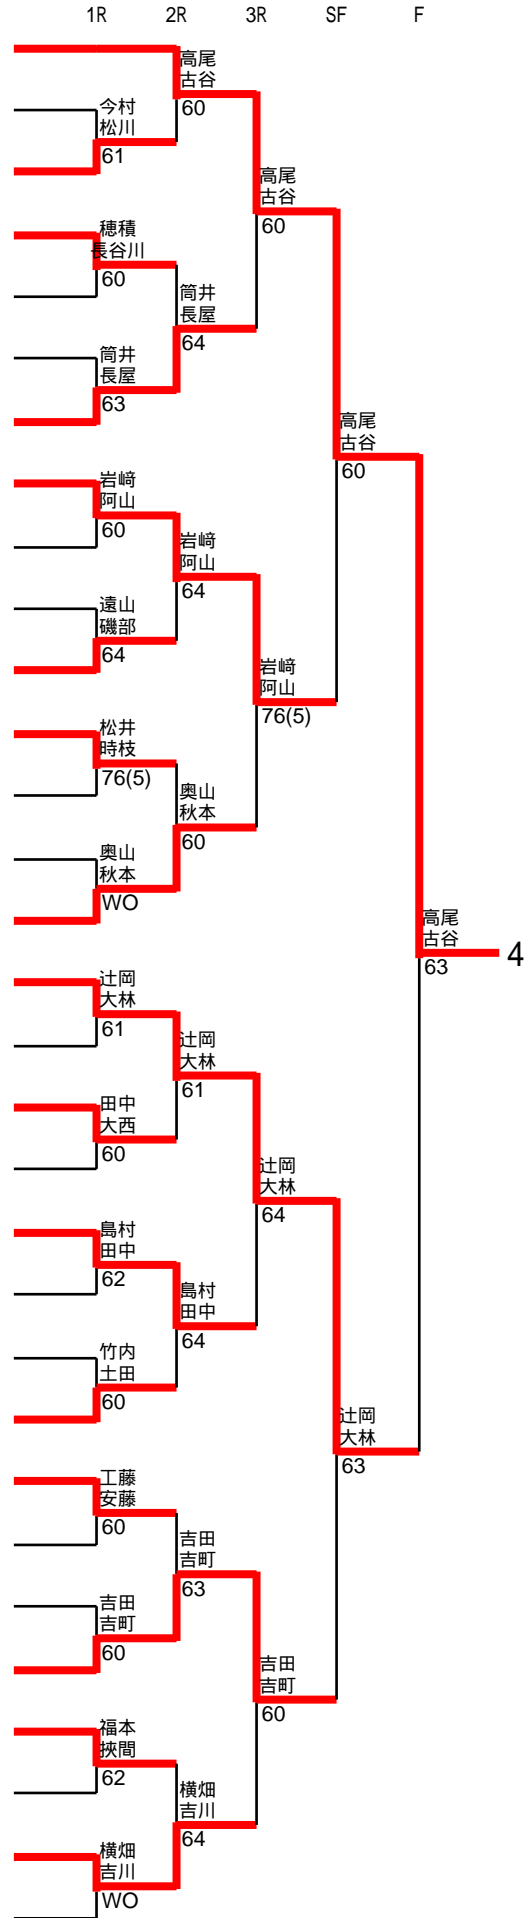 1R 2R 3R SF F
高尾
古谷
60
今村
松川
61
高尾
古谷
60
穂積
長谷川
60
筒井
長屋
64
筒井
長屋
63
高尾
古谷
60
岩﨑
阿山
60
岩﨑
阿山
64
遠山
磯部
64
岩﨑
阿山
76(5)
松井
時枝
76(5)
奥山
秋本
60
奥山
秋本
WO
高尾
古谷
63
4
辻岡
大林
61
辻岡
大林
61
田中
大西
60
辻岡
大林
64
島村
田中
62
島村
田中
64
竹内
土田
60
辻岡
大林
63
工藤
安藤
60
吉田
吉町
63
吉田
吉町
60
吉田
吉町
60
福本
挾間
62
横畑
吉川
64
横畑
吉川
WO